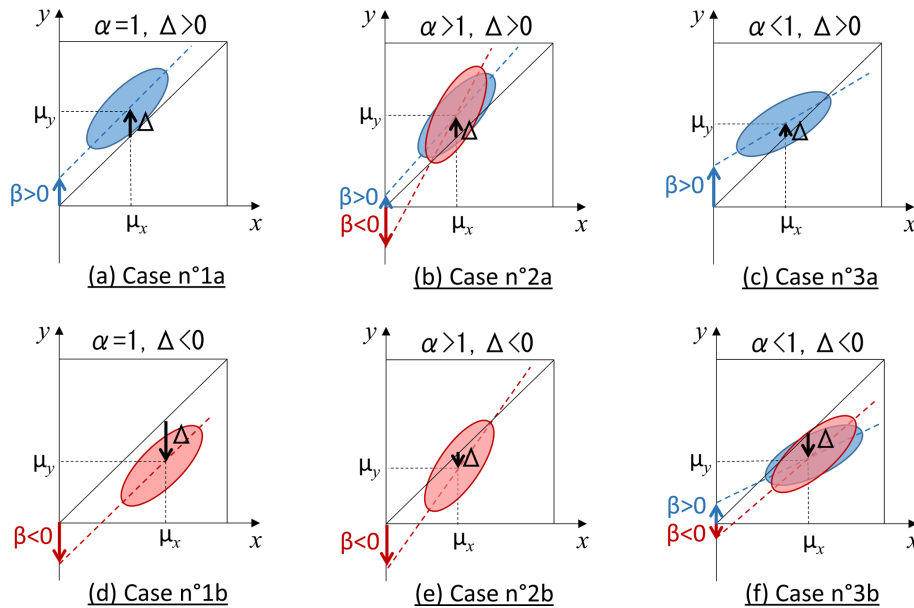 y
α=1, Δ>0
μy
Δ
β>0
μx
x
(a) Case n°1a
y
α>1, Δ>0
μy
Δ
β>0
β<0
μx
x
(b) Case n°2a
y
α<1, Δ>0
μy
Δ
β>0
μx
x
(c) Case n°3a
y
α=1, Δ<0
Δ
μy
β<0
μx
x
(d) Case n°1b
y
α>1, Δ<0
μy
Δ
β<0
μx
x
(e) Case n°2b
y
α<1, Δ<0
Δ
μy
β>0
β<0
μx
x
(f) Case n°3b